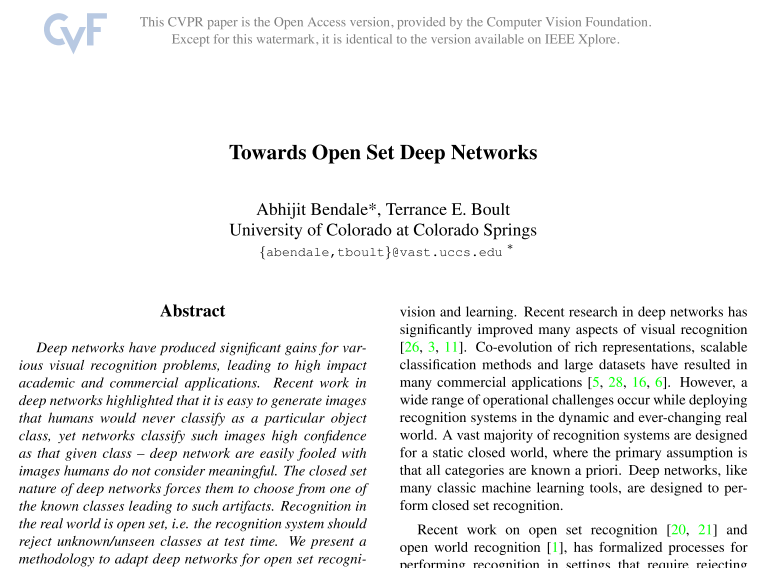 CVF
This CVPR paper is the Open Access version, provided by the Computer Vision Foundation.
Except for this watermark, it is identical to the version available on IEEE Xplore.
Towards Open Set Deep Networks
Abhijit Bendale*, Terrance E. Boult
University of Colorado at Colorado Springs
{abendale,tboult}@vast.uccs.edu *
Abstract
Deep networks have produced significant gains for var-
ious visual recognition problems, leading to high impact
academic and commercial applications. Recent work in
deep networks highlighted that it is easy to generate images
that humans would never classify as a particular object
class, yet networks classify such images high confidence
as that given class – deep network are easily fooled with
images humans do not consider meaningful. The closed set
nature of deep networks forces them to choose from one of
the known classes leading to such artifacts. Recognition in
the real world is open set, i.e. the recognition system should
reject unknown/unseen classes at test time. We present a
methodology to adapt deep networks for open set recogni-
vision and learning. Recent research in deep networks has
significantly improved many aspects of visual recognition
[26, 3, 11]. Co-evolution of rich representations, scalable
classification methods and large datasets have resulted in
many commercial applications [5, 28, 16, 6]. However, a
wide range of operational challenges occur while deploying
recognition systems in the dynamic and ever-changing real
world. A vast majority of recognition systems are designed
for a static closed world, where the primary assumption is
that all categories are known a priori. Deep networks, like
many classic machine learning tools, are designed to per-
form closed set recognition.
Recent work on open set recognition [20, 21] and
open world recognition [1], has formalized processes for
performing recognition in settings that require rejecting